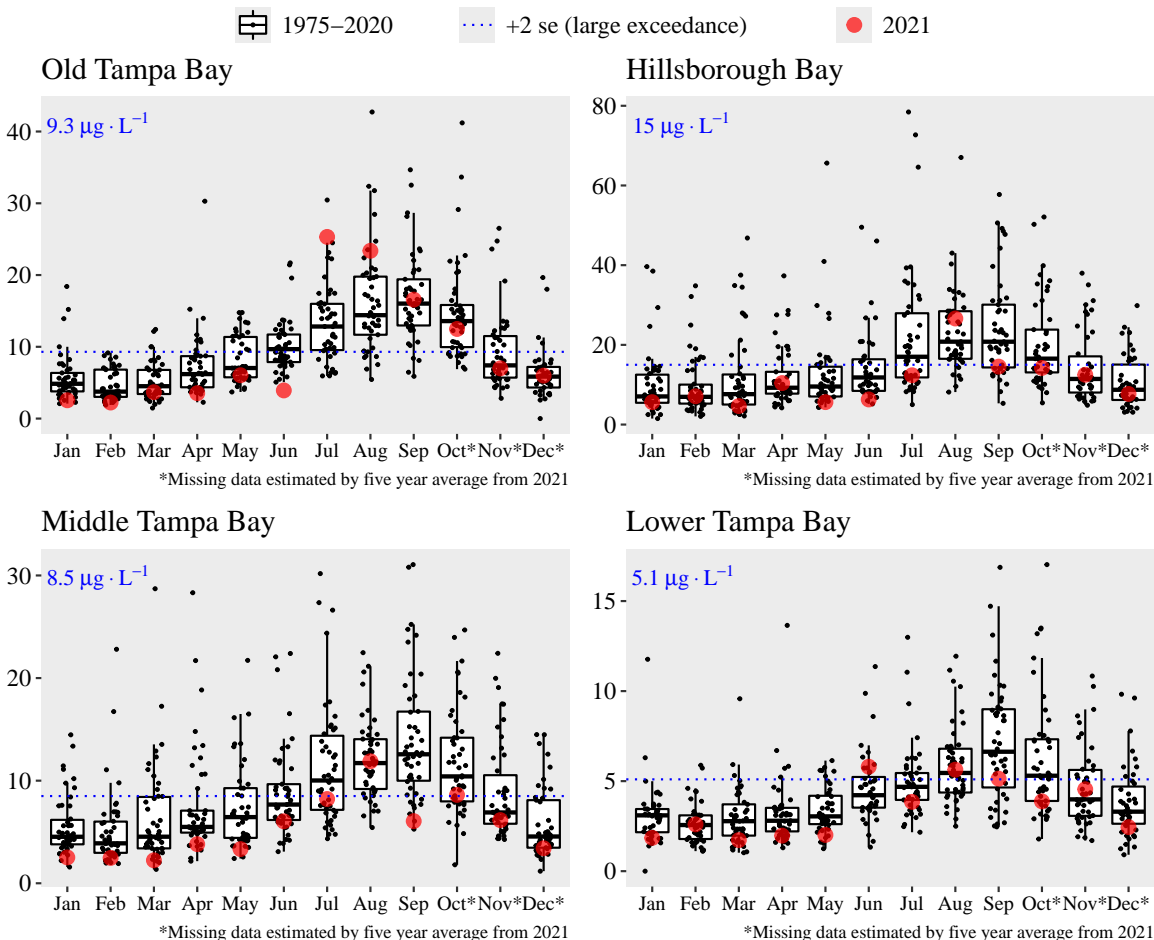 1975−2020 +2 se (large exceedance) 2021
Old Tampa Bay
9.3 μg · L−1
40
30
20
10
0
Jan Feb Mar Apr May Jun Jul Aug Sep Oct* Nov* Dec*
*Missing data estimated by five year average from 2021
Hillsborough Bay
15 μg · L−1
80
60
40
20
0
Jan Feb Mar Apr May Jun Jul Aug Sep Oct* Nov* Dec*
*Missing data estimated by five year average from 2021
Middle Tampa Bay
8.5 μg · L−1
30
20
10
0
Jan Feb Mar Apr May Jun Jul Aug Sep Oct* Nov* Dec*
*Missing data estimated by five year average from 2021
Lower Tampa Bay
5.1 μg · L−1
15
10
5
0
Jan Feb Mar Apr May Jun Jul Aug Sep Oct* Nov* Dec*
*Missing data estimated by five year average from 2021